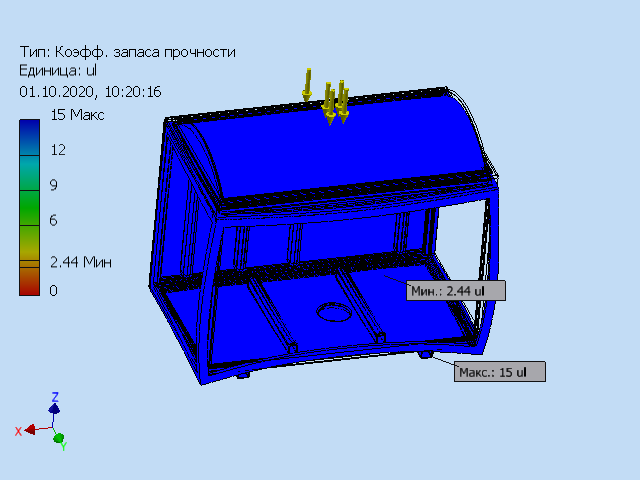 Тип: Коэфф. запаса прочности
Единица: ul
01.10.2020, 10:20:16
15 Макс
12
9
6
2.44 Мин
0
Мин.: 2.44 ul
Макс.: 15 ul
Z
X
Y